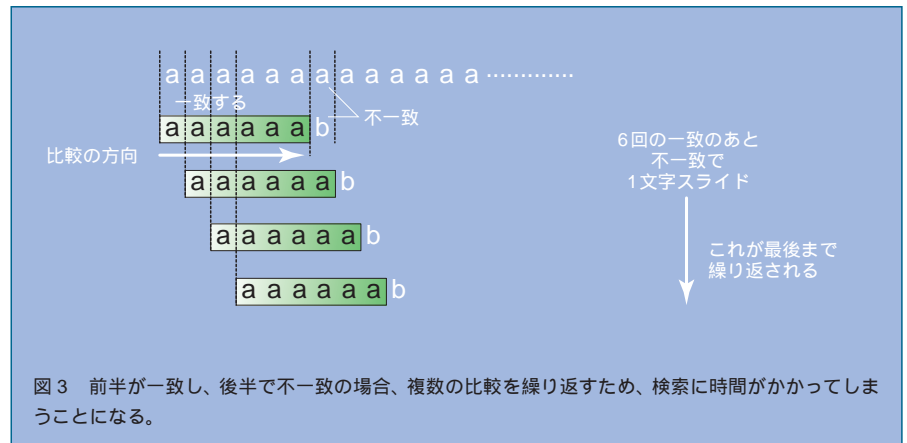 a a a a a a a a a a a a a ·············
一致する
不一致
a a a a a a b
比較の方向
a a a a a a b
a a a a a a b
a a a a a a b
6回の一致のあと
不一致で
1文字スライド
これが最後まで
繰り返される
図3 前半が一致し、後半で不一致の場合、複数の比較を繰り返すため、検索に時間がかかってしま
うことになる。